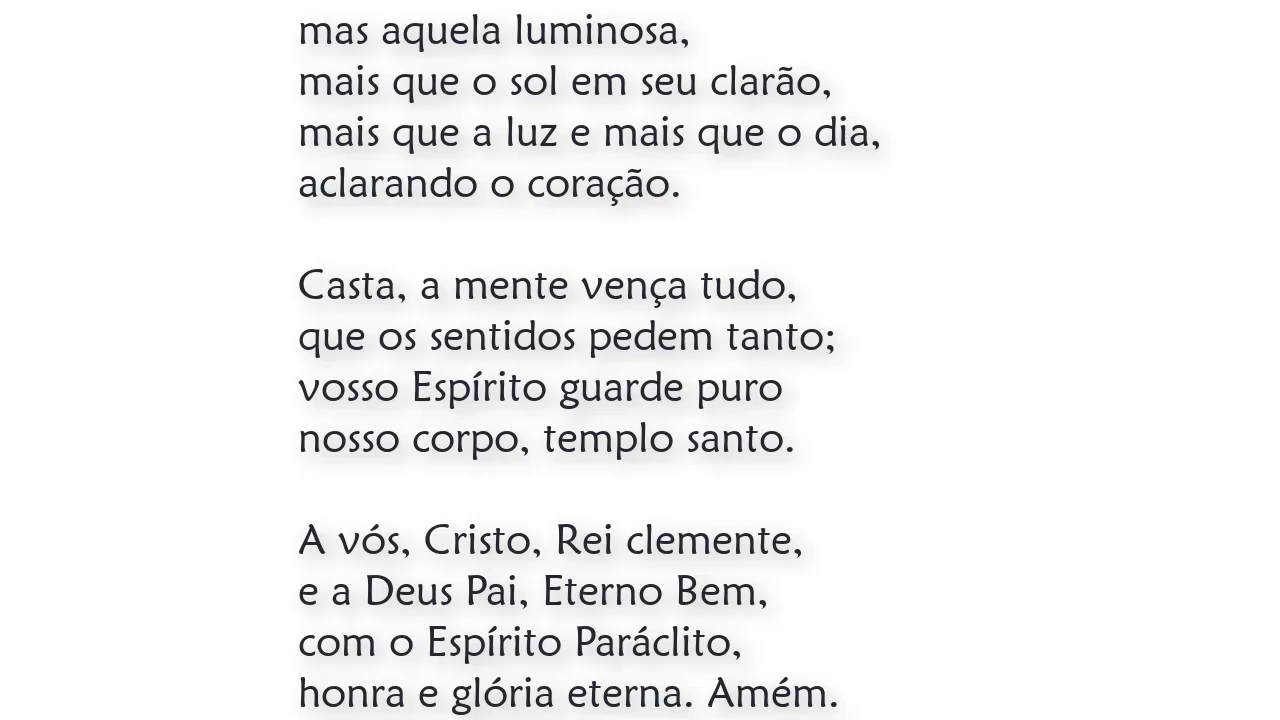 mas aquela luminosa,
mais que o sol em seu clarão,
mais que a luz e mais que o dia,
aclarando o coração.
Casta, a mente vença tudo,
que os sentidos pedem tanto;
vosso Espírito guarde puro
nosso corpo, templo santo.
A vós, Cristo, Rei clemente,
e a Deus Pai, Eterno Bem,
com o Espírito Paráclito,
honra e glória eterna. Amém.